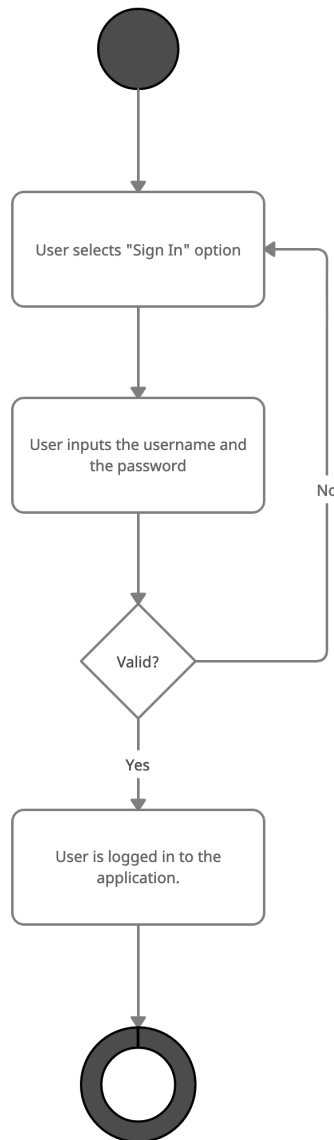 User selects "Sign In" option
User inputs the username and
the password
No
Valid?
Yes
User is logged in to the
application.